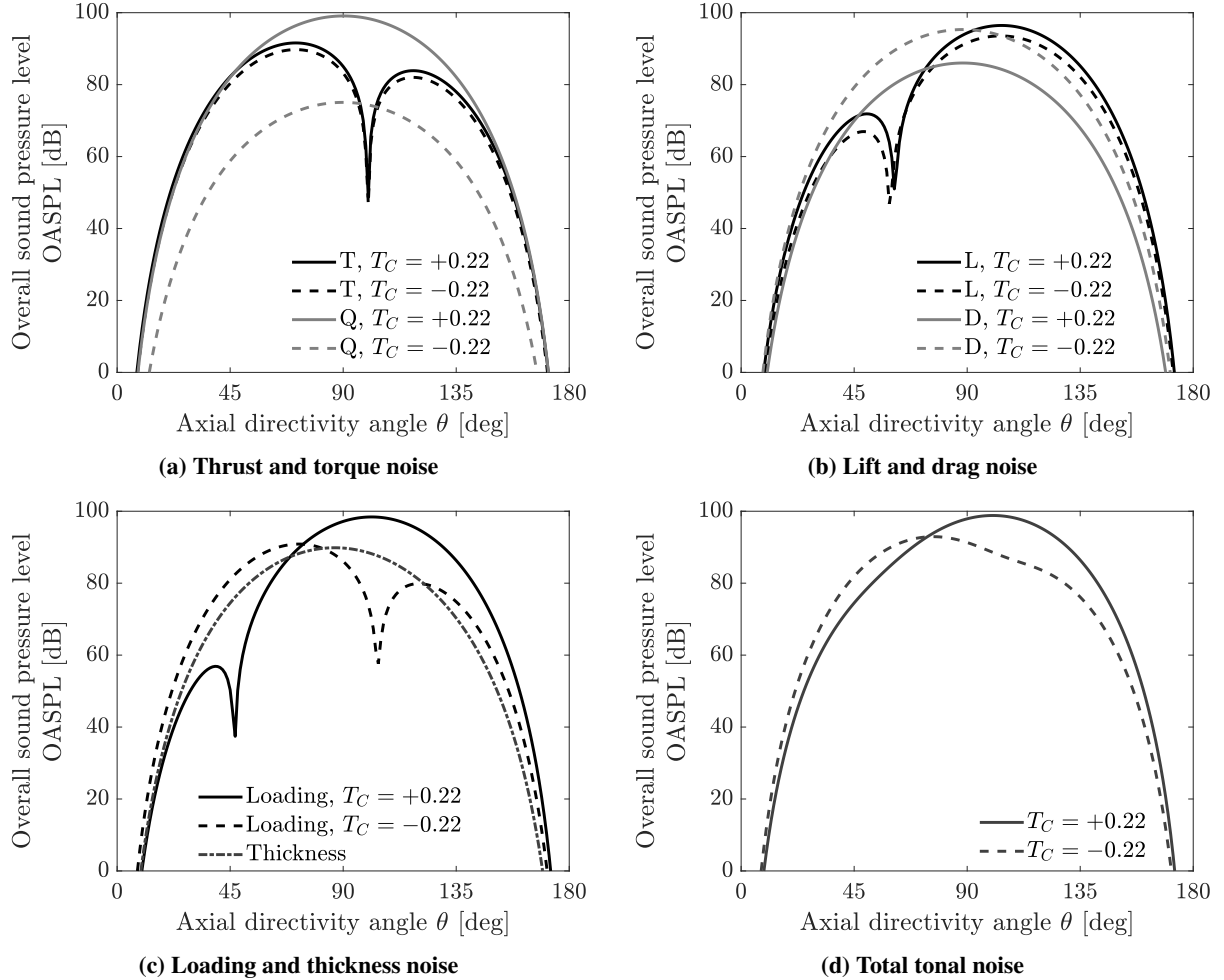 100
80
60
40
20
0
0
45
90
135
180
Overall sound pressure level
OASPL [dB]
T, T_C = +0.22
T, T_C = −0.22
Q, T_C = +0.22
Q, T_C = −0.22
Axial directivity angle θ [deg]
(a) Thrust and torque noise
100
80
60
40
20
0
0
45
90
135
180
Overall sound pressure level
OASPL [dB]
L, T_C = +0.22
L, T_C = −0.22
D, T_C = +0.22
D, T_C = −0.22
Axial directivity angle θ [deg]
(b) Lift and drag noise
100
80
60
40
20
0
0
45
90
135
180
Overall sound pressure level
OASPL [dB]
Loading, T_C = +0.22
Loading, T_C = −0.22
Thickness
Axial directivity angle θ [deg]
(c) Loading and thickness noise
100
80
60
40
20
0
0
45
90
135
180
Overall sound pressure level
OASPL [dB]
T_C = +0.22
T_C = −0.22
Axial directivity angle θ [deg]
(d) Total tonal noise